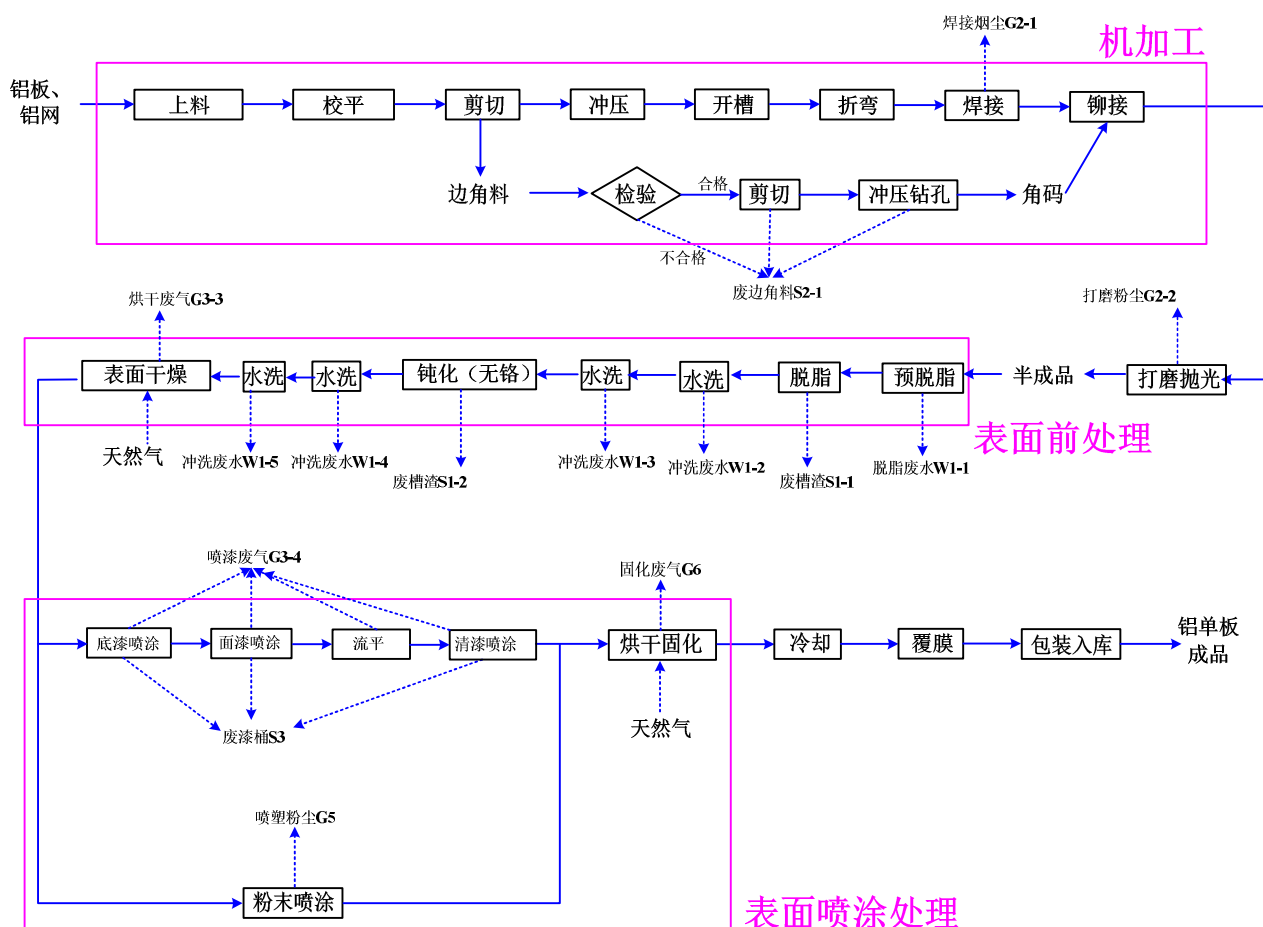 焊接烟尘G2-1
机加工
铝板、
铝网
上料
校平
剪切
冲压
开槽
折弯
焊接
铆接
边角料
检验
合格
剪切
冲压钻孔
角码
不合格
废边角料S2-1
烘干废气G3-3
打磨粉尘G2-2
表面干燥
水洗
水洗
钝化（无铬）
水洗
水洗
脱脂
预脱脂
半成品
打磨抛光
表面前处理
天然气
冲洗废水W1-5
冲洗废水W1-4
废槽渣S1-2
冲洗废水W1-3
冲洗废水W1-2
废槽渣S1-1
脱脂废水W1-1
喷漆废气G3-4
固化废气G6
底漆喷涂
面漆喷涂
流平
清漆喷涂
烘干固化
冷却
覆膜
包装入库
铝单板
成品
废漆桶S3
天然气
喷塑粉尘G5
粉末喷涂
表面喷涂处理